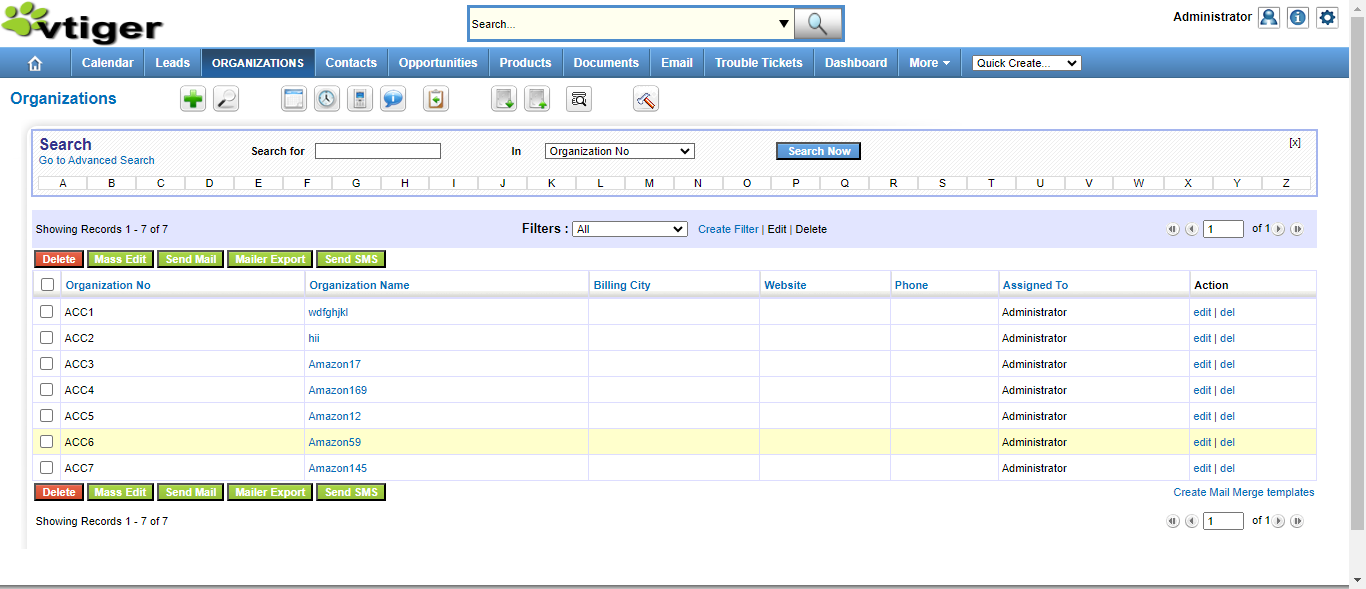 vtiger
Search...
Administrator
Calendar Leads ORGANIZATIONS Contacts Opportunities Products Documents Email Trouble Tickets Dashboard More Quick Create...
Organizations
Search
Go to Advanced Search
Search for In Organization No Search Now [x]
A B C D E F G H I J K L M N O P Q R S T U V W X Y Z
Showing Records 1 - 7 of 7 Filters : All Create Filter | Edit | Delete 1 of 1
Delete Mass Edit Send Mail Mailer Export Send SMS
Organization No Organization Name Billing City Website Phone Assigned To Action
ACC1 wdfghjkl Administrator edit | del
ACC2 hii Administrator edit | del
ACC3 Amazon17 Administrator edit | del
ACC4 Amazon169 Administrator edit | del
ACC5 Amazon12 Administrator edit | del
ACC6 Amazon59 Administrator edit | del
ACC7 Amazon145 Administrator edit | del
Delete Mass Edit Send Mail Mailer Export Send SMS Create Mail Merge templates
Showing Records 1 - 7 of 7 1 of 1